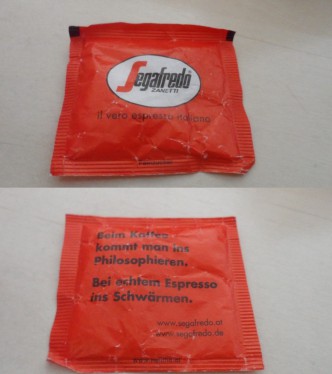 Segafredo
ZANETTI
il vero espresso italiano
Beim Kaffee
kommt man ins
Philosophieren.
Bei echtem Espresso
ins Schwärmen.
www.segafredo.at
www.segafredo.de